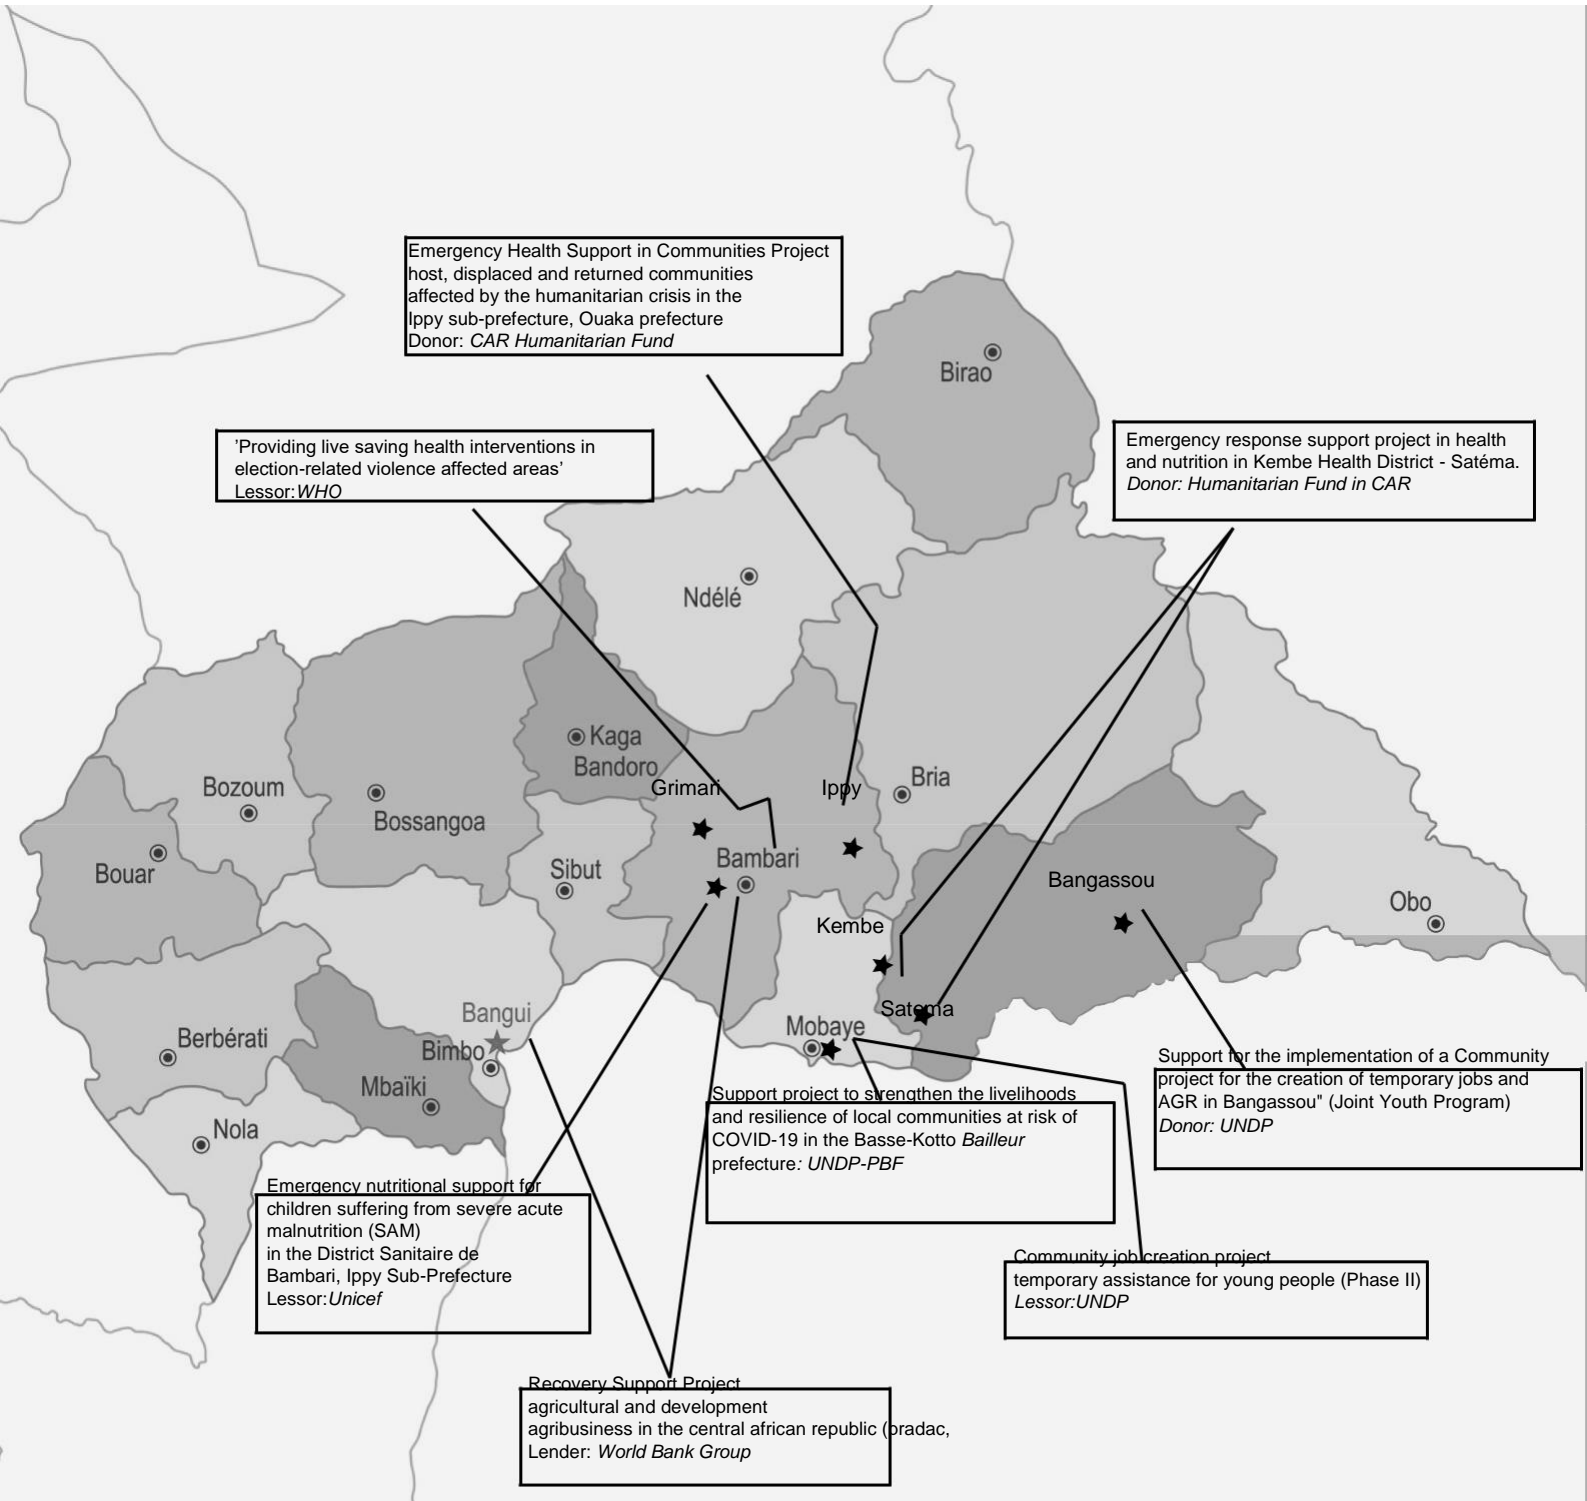 Emergency Health Support in Communities Project
host, displaced and returned communities
affected by the humanitarian crisis in the
Ippy sub-prefecture, Ouaka prefecture
Donor: CAR Humanitarian Fund
Birao
'Providing live saving health interventions in
election-related violence affected areas'
Lessor:WHO
Emergency response support project in health
and nutrition in Kembe Health District - Satéma.
Donor: Humanitarian Fund in CAR
Ndélé
Kaga
Bandoro
Grimari
Ippy
Bria
Bozoum
Bossangoa
Bouar
Sibut
Bambari
Bangassou
Obo
Kembe
Satema
Bangui
Mobaye
Berbérati
Bimbo
Mbaïki
Nola
Support for the implementation of a Community
project for the creation of temporary jobs and
AGR in Bangassou" (Joint Youth Program)
Donor: UNDP
Support project to strengthen the livelihoods
and resilience of local communities at risk of
COVID-19 in the Basse-Kotto Bailleur
prefecture: UNDP-PBF
Emergency nutritional support for
children suffering from severe acute
malnutrition (SAM)
in the District Sanitaire de
Bambari, Ippy Sub-Prefecture
Lessor:Unicef
Community job creation project
temporary assistance for young people (Phase II)
Lessor:UNDP
Recovery Support Project
agricultural and development
agribusiness in the central african republic (pradac,
Lender: World Bank Group